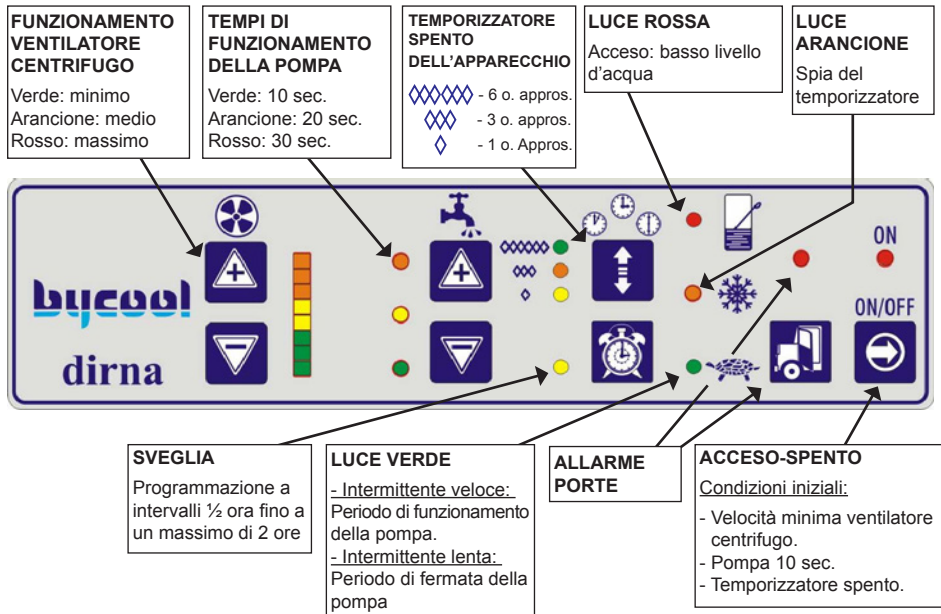 FUNZIONAMENTO
VENTILATORE
CENTRIFUGO
Verde: minimo
Arancione: medio
Rosso: massimo
TEMPI DI
FUNZIONAMENTO
DELLA POMPA
Verde: 10 sec.
Arancione: 20 sec.
Rosso: 30 sec.
TEMPORIZZATORE
SPENTO
DELL'APPARECCHIO
- 6 o. appros.
- 3 o. appros.
- 1 o. Appros.
LUCE ROSSA
Acceso: basso livello
d'acqua
LUCE
ARANCIONE
Spia del
temporizzatore
bycool
dirna
ON
ON/OFF
SVEGLIA
Programmazione a
intervalli ½ ora fino a
un massimo di 2 ore
LUCE VERDE
- Intermittente veloce:
Periodo di funzionamento
della pompa.
- Intermittente lenta:
Periodo di fermata della
pompa
ALLARME
PORTE
ACCESO-SPENTO
Condizioni iniziali:
- Velocità minima ventilatore
centrifugo.
- Pompa 10 sec.
- Temporizzatore spento.